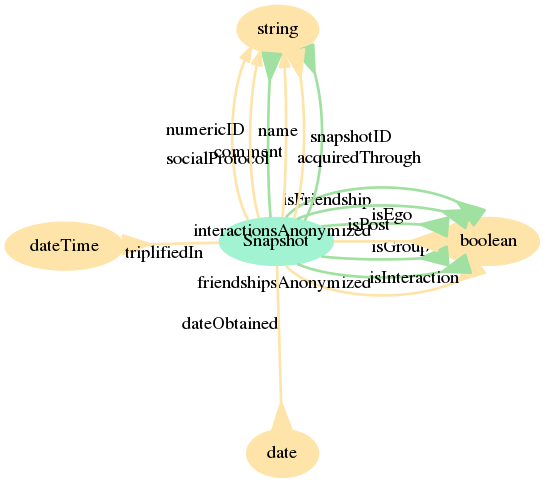 string
numericID
name
snapshotID
comment
socialProtocol
acquiredThrough
isFriendship
isEgo
isPost
interactionsAnonymized
Snapshot
boolean
dateTime
triplifiedIn
isGroup
isInteraction
friendshipsAnonymized
dateObtained
date